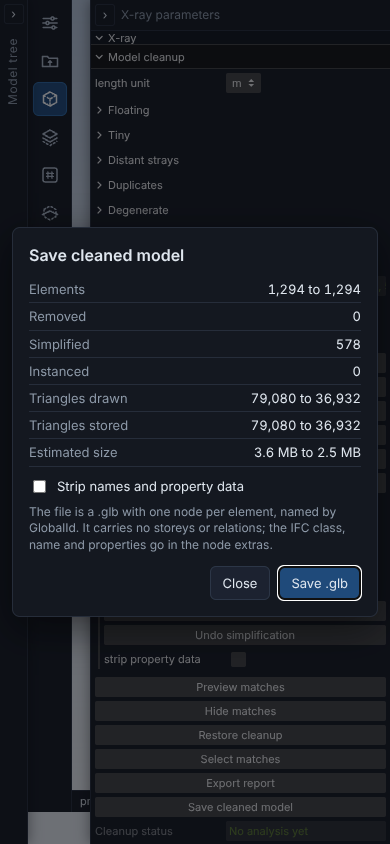 X-ray parameters
Model tree
X-ray
Model cleanup
length unit
m
Floating
Tiny
Distant strays
Duplicates
Degenerate
Save cleaned model
Elements 1,294 to 1,294
Removed 0
Simplified 578
Instanced 0
Triangles drawn 79,080 to 36,932
Triangles stored 79,080 to 36,932
Estimated size 3.6 MB to 2.5 MB
Strip names and property data
The file is a .glb with one node per element, named by
GlobalId. It carries no storeys or relations; the IFC class,
name and properties go in the node extras.
Close
Save .glb
Undo simplification
strip property data
Preview matches
Hide matches
Restore cleanup
Select matches
Export report
pr
Save cleaned model
Cleanup status No analysis yet